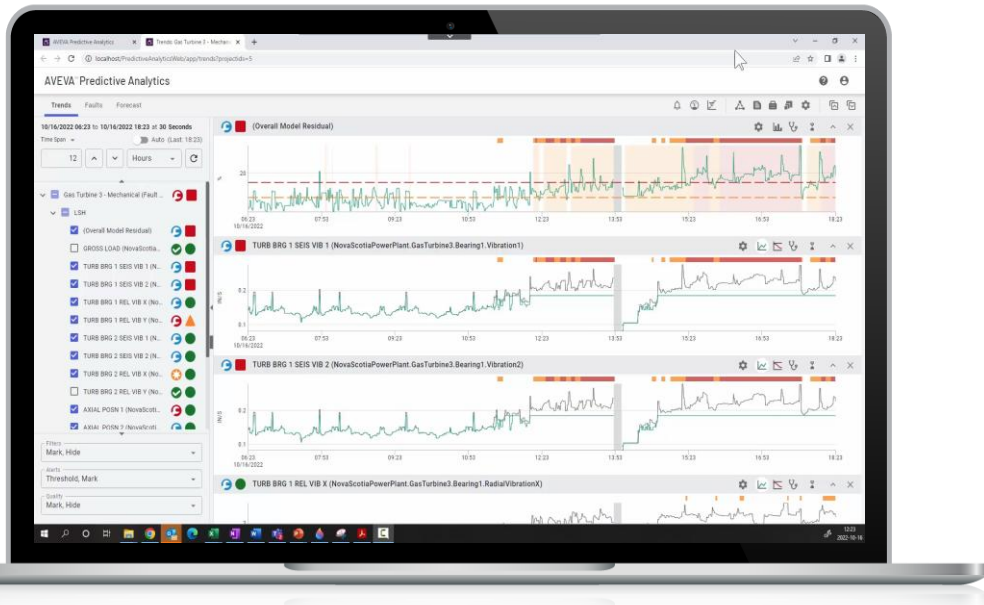 AVEVA Predictive Analytics
Trends: Gas Turbine 3 - Mechani
localhost/PredictiveAnalyticsWeb/app/trends?projectIds=5
AVEVA Predictive Analytics
Trends Faults Forecast
10/16/2022 06:23 to 10/16/2022 18:23 at 30 Seconds
Time Span
Auto (Last: 18:23)
12 Hours
Gas Turbine 3 - Mechanical (Fault ...
LSH
(Overall Model Residual)
GROSS LOAD (NovaScotia...
TURB BRG 1 SEIS VIB 1 (N...
TURB BRG 1 SEIS VIB 2 (N...
TURB BRG 1 REL VIB X (No...
TURB BRG 1 REL VIB Y (No...
TURB BRG 2 SEIS VIB 1 (N...
TURB BRG 2 SEIS VIB 2 (N...
TURB BRG 2 REL VIB X (No...
TURB BRG 2 REL VIB Y (No...
AXIAL POSN 1 (NovaScoti...
AXIAL POSN 2 (NovaScoti...
Filters
Mark, Hide
Alerts
Threshold, Mark
Quality
Mark, Hide
(Overall Model Residual)
%
20
06:23 07:53 09:23 10:53 12:23 13:53 15:23 16:53 18:23
10/16/2022
TURB BRG 1 SEIS VIB 1 (NovaScotiaPowerPlant.GasTurbine3.Bearing1.Vibration1)
IN/S
0.2
0.1
06:23 07:53 09:23 10:53 12:23 13:53 15:23 16:53 18:23
10/16/2022
TURB BRG 1 SEIS VIB 2 (NovaScotiaPowerPlant.GasTurbine3.Bearing1.Vibration2)
IN/S
0.2
0.1
06:23 07:53 09:23 10:53 12:23 13:53 15:23 16:53 18:23
10/16/2022
TURB BRG 1 REL VIB X (NovaScotiaPowerPlant.GasTurbine3.Bearing1.RadialVibrationX)
12:23
2022-10-16